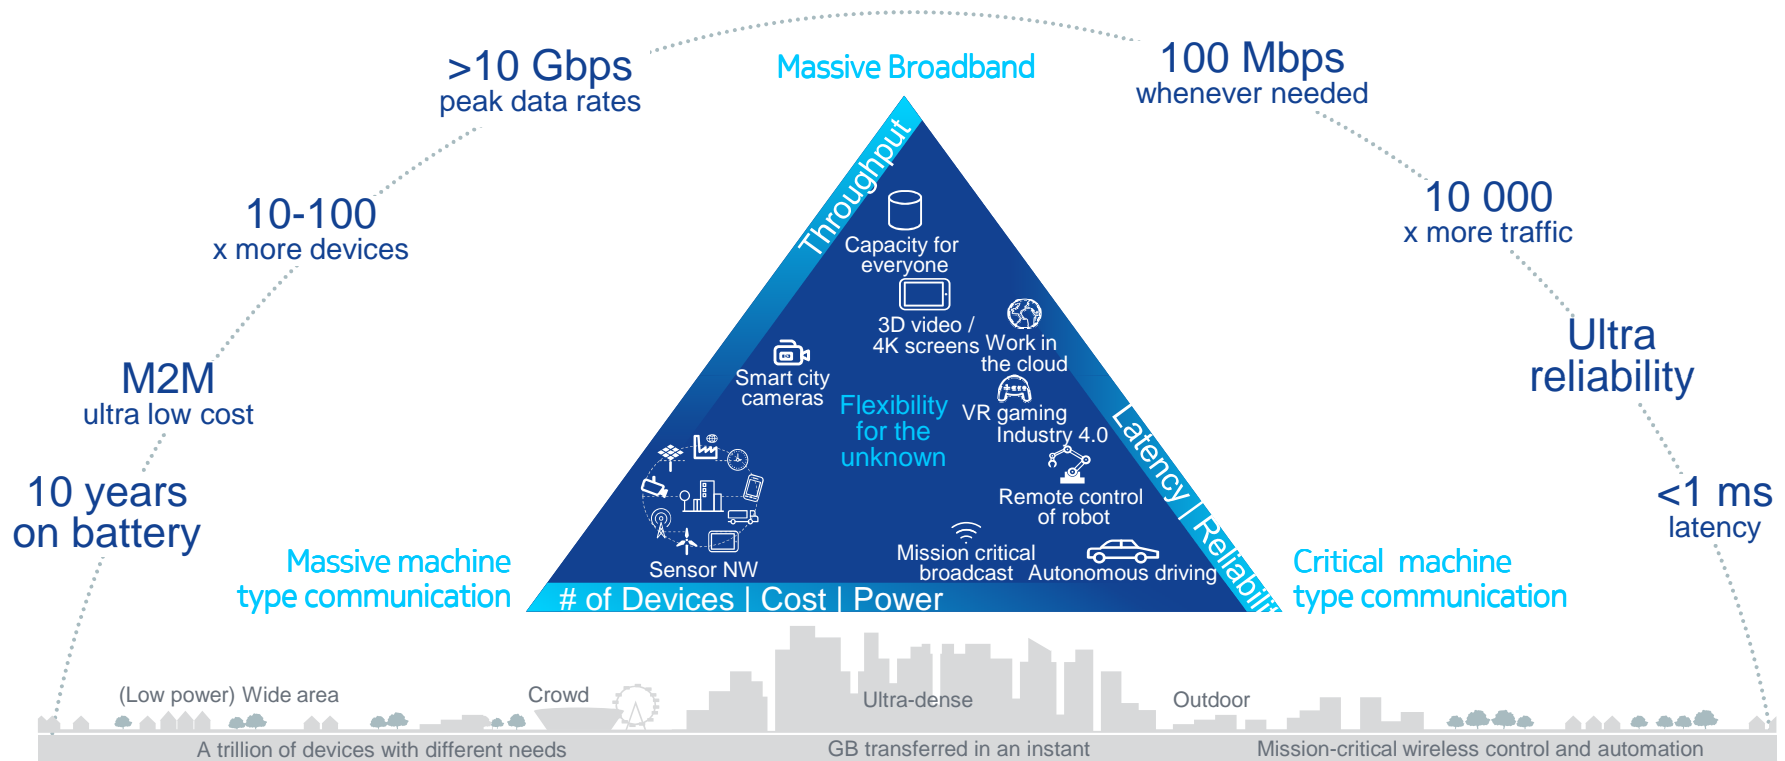 >10 Gbps
peak data rates
Massive Broadband
100 Mbps
whenever needed
10-100
x more devices
10 000
x more traffic
M2M
ultra low cost
Ultra
reliability
10 years
on battery
<1 ms
latency
Throughput
Capacity for
everyone
3D video /
4K screens
Work in
the cloud
Smart city
cameras
Flexibility
for the
unknown
VR gaming
Industry 4.0
Latency | Reliability
Remote control
of robot
Sensor NW
Mission critical
broadcast
Autonomous driving
Massive machine
type communication
# of Devices | Cost | Power
Critical machine
type communication
(Low power) Wide area
Crowd
Ultra-dense
Outdoor
A trillion of devices with different needs
GB transferred in an instant
Mission-critical wireless control and automation